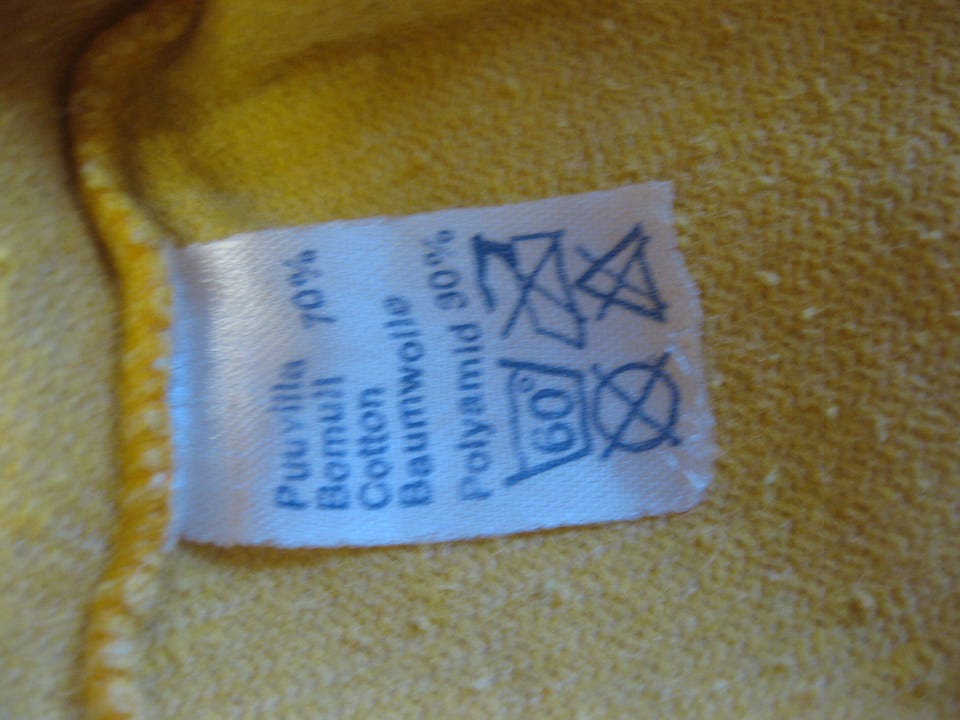 Puuvilla
Bomull 70%
Cotton
Baumwolle
Polyamid 30%
60°